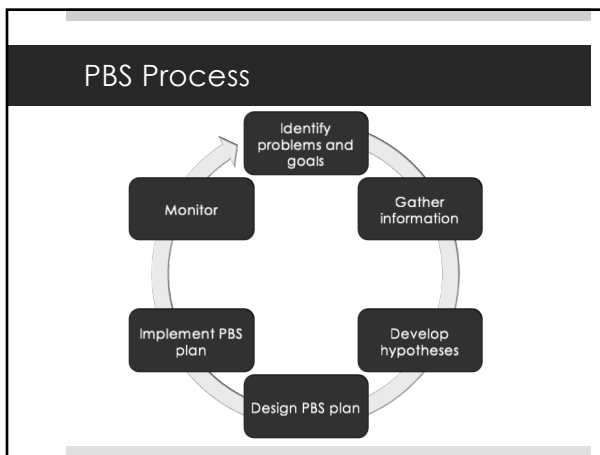 PBS Process
Identify
problems and
goals
Gather
information
Develop
hypotheses
Design PBS plan
Implement PBS
plan
Monitor